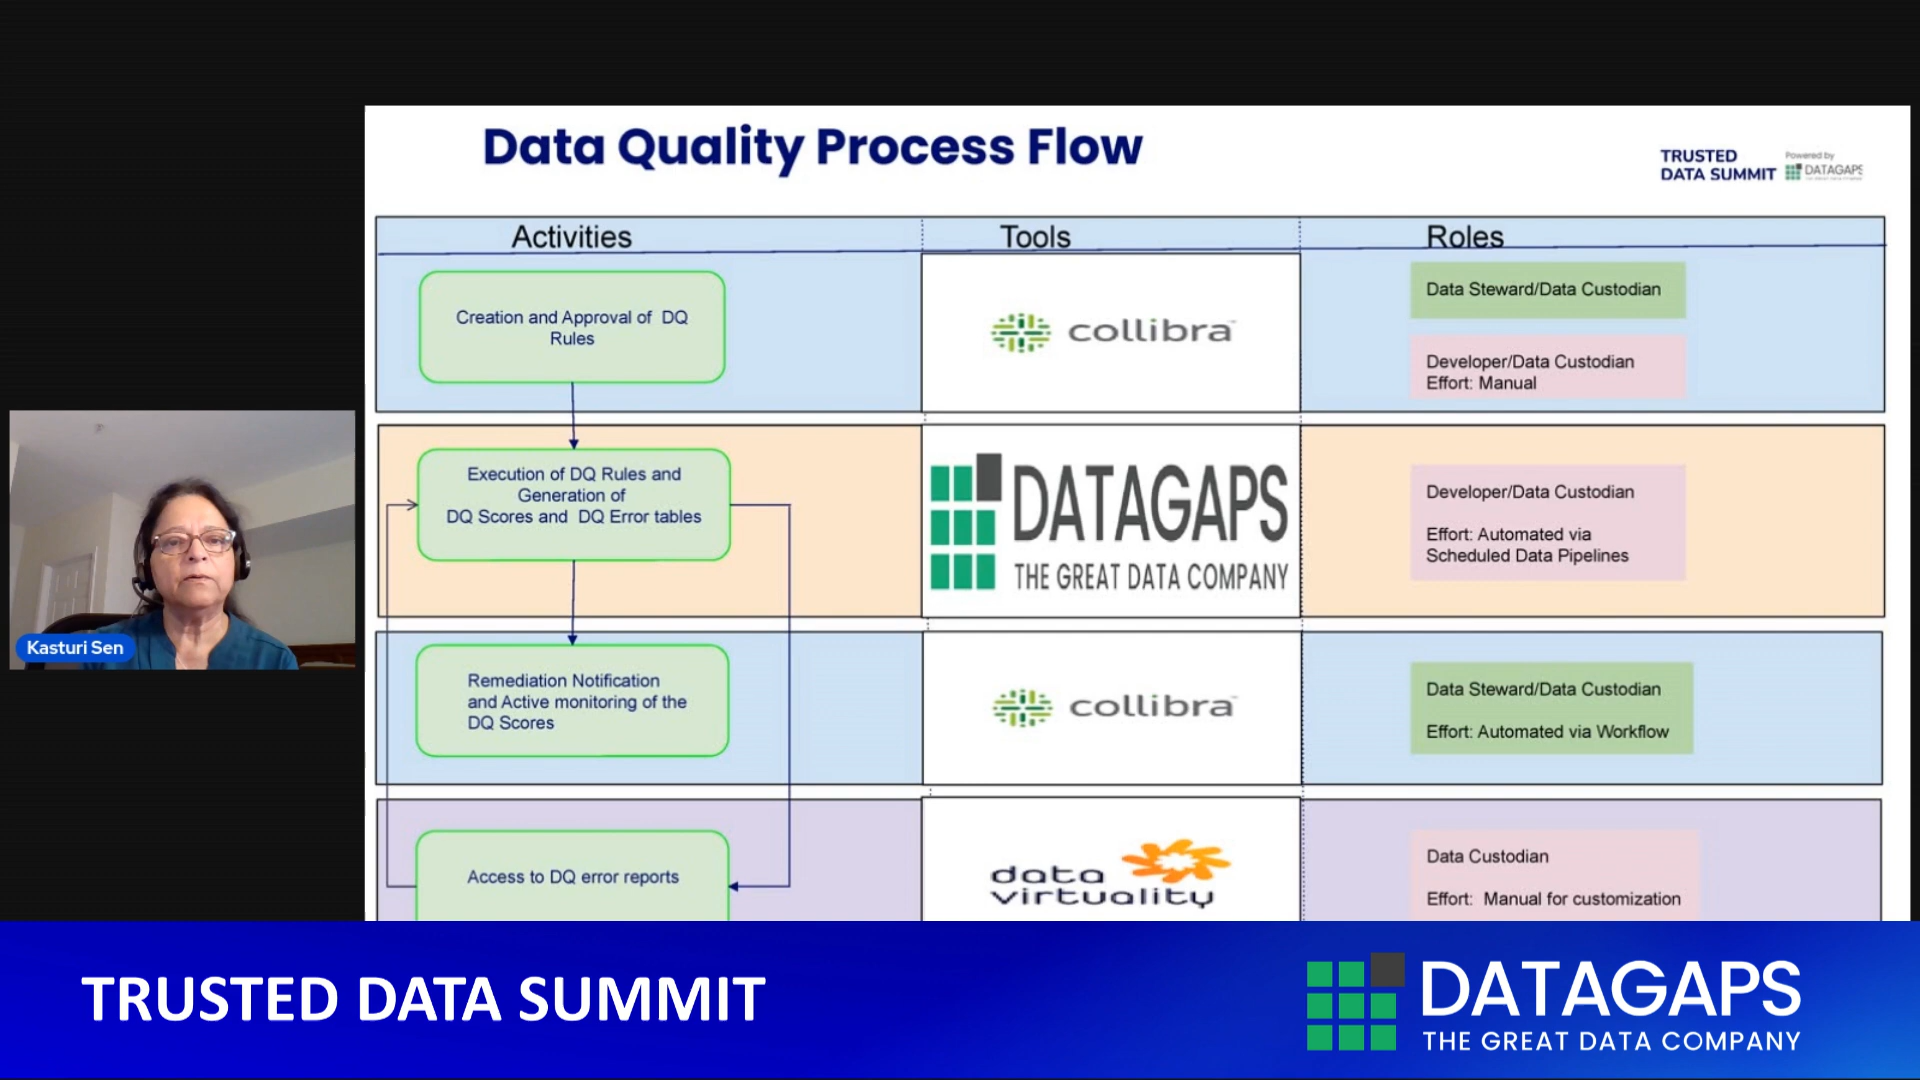 Data Quality Process Flow
TRUSTED
DATA SUMMIT
Powered by
DATAGAPS
Activities
Tools
Roles
Creation and Approval of DQ
Rules
collibra
Data Steward/Data Custodian
Developer/Data Custodian
Effort: Manual
Execution of DQ Rules and
Generation of
DQ Scores and DQ Error tables
DATAGAPS
THE GREAT DATA COMPANY
Developer/Data Custodian
Effort: Automated via
Scheduled Data Pipelines
Remediation Notification
and Active monitoring of the
DQ Scores
collibra
Data Steward/Data Custodian
Effort: Automated via Workflow
Access to DQ error reports
data
virtuality
Data Custodian
Effort: Manual for customization
Kasturi Sen
TRUSTED DATA SUMMIT
DATAGAPS
THE GREAT DATA COMPANY